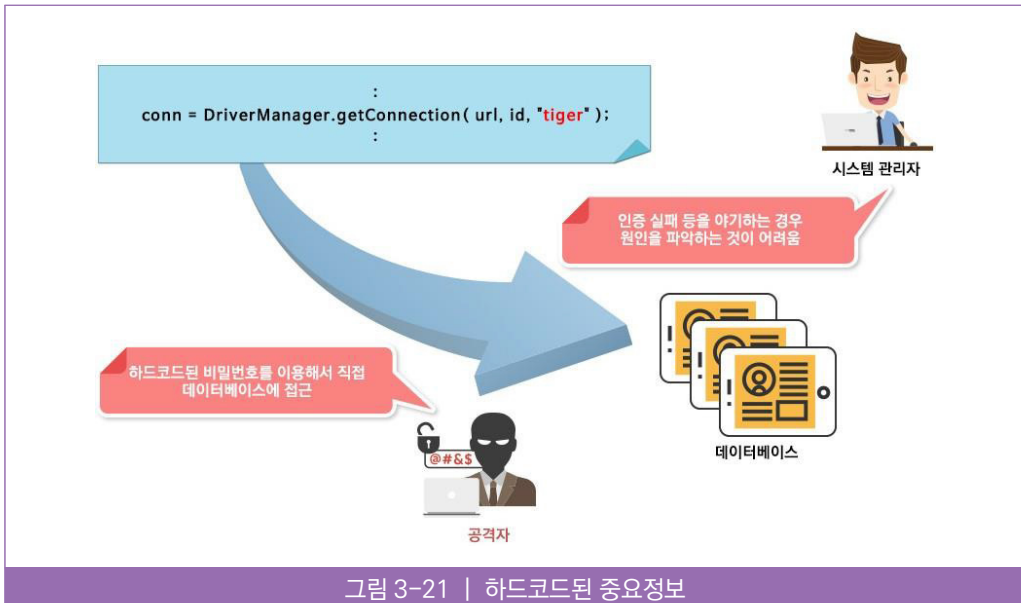 :
conn = DriverManager.getConnection( url, id, "tiger" );
:
시스템 관리자
인증 실패 등을 야기하는 경우
원인을 파악하는 것이 어려움
하드코드된 비밀번호를 이용해서 직접
데이터베이스에 접근
@#&$
데이터베이스
공격자
그림 3-21 | 하드코드된 중요정보